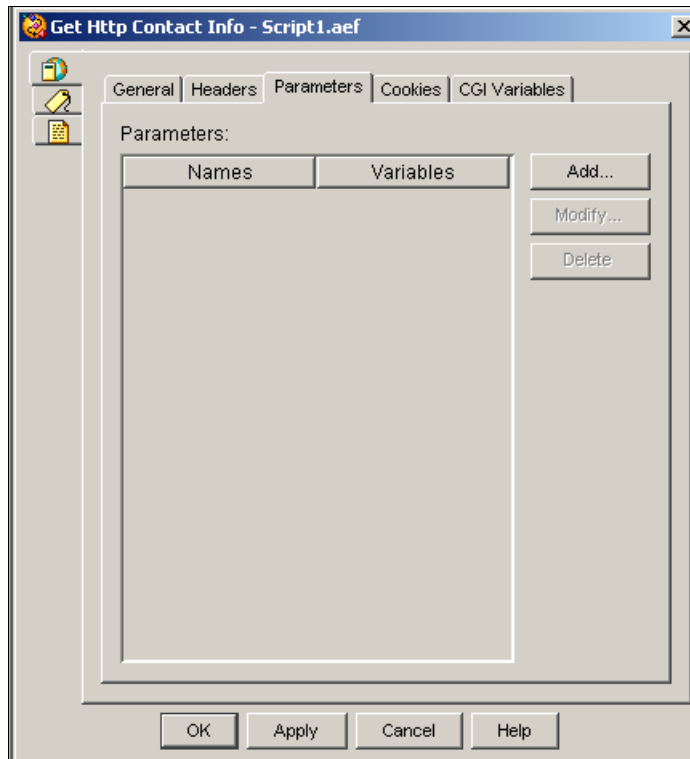 Get Http Contact Info - Script1.aef
General Headers Parameters Cookies CGI Variables
Parameters:
Names Variables Add...
Modify...
Delete
OK Apply Cancel Help